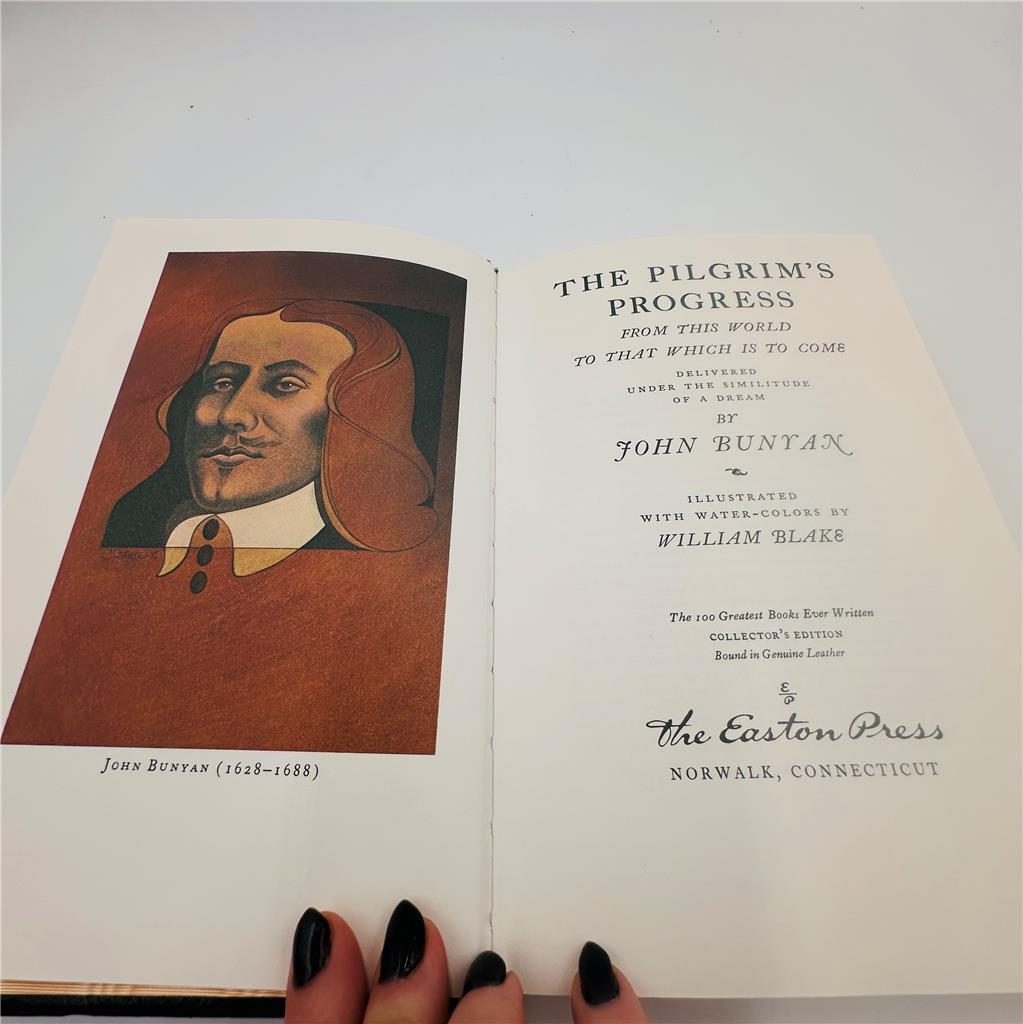 JOHN BUNYAN (1628–1688)
THE PILGRIM'S
PROGRESS
FROM THIS WORLD
TO THAT WHICH IS TO COME
DELIVERED
UNDER THE SIMILITUDE
OF A DREAM
BY
JOHN BUNYAN
ILLUSTRATED
WITH WATER-COLORS BY
WILLIAM BLAKE
The 100 Greatest Books Ever Written
COLLECTOR'S EDITION
Bound in Genuine Leather
E
P
The Easton Press
NORWALK, CONNECTICUT